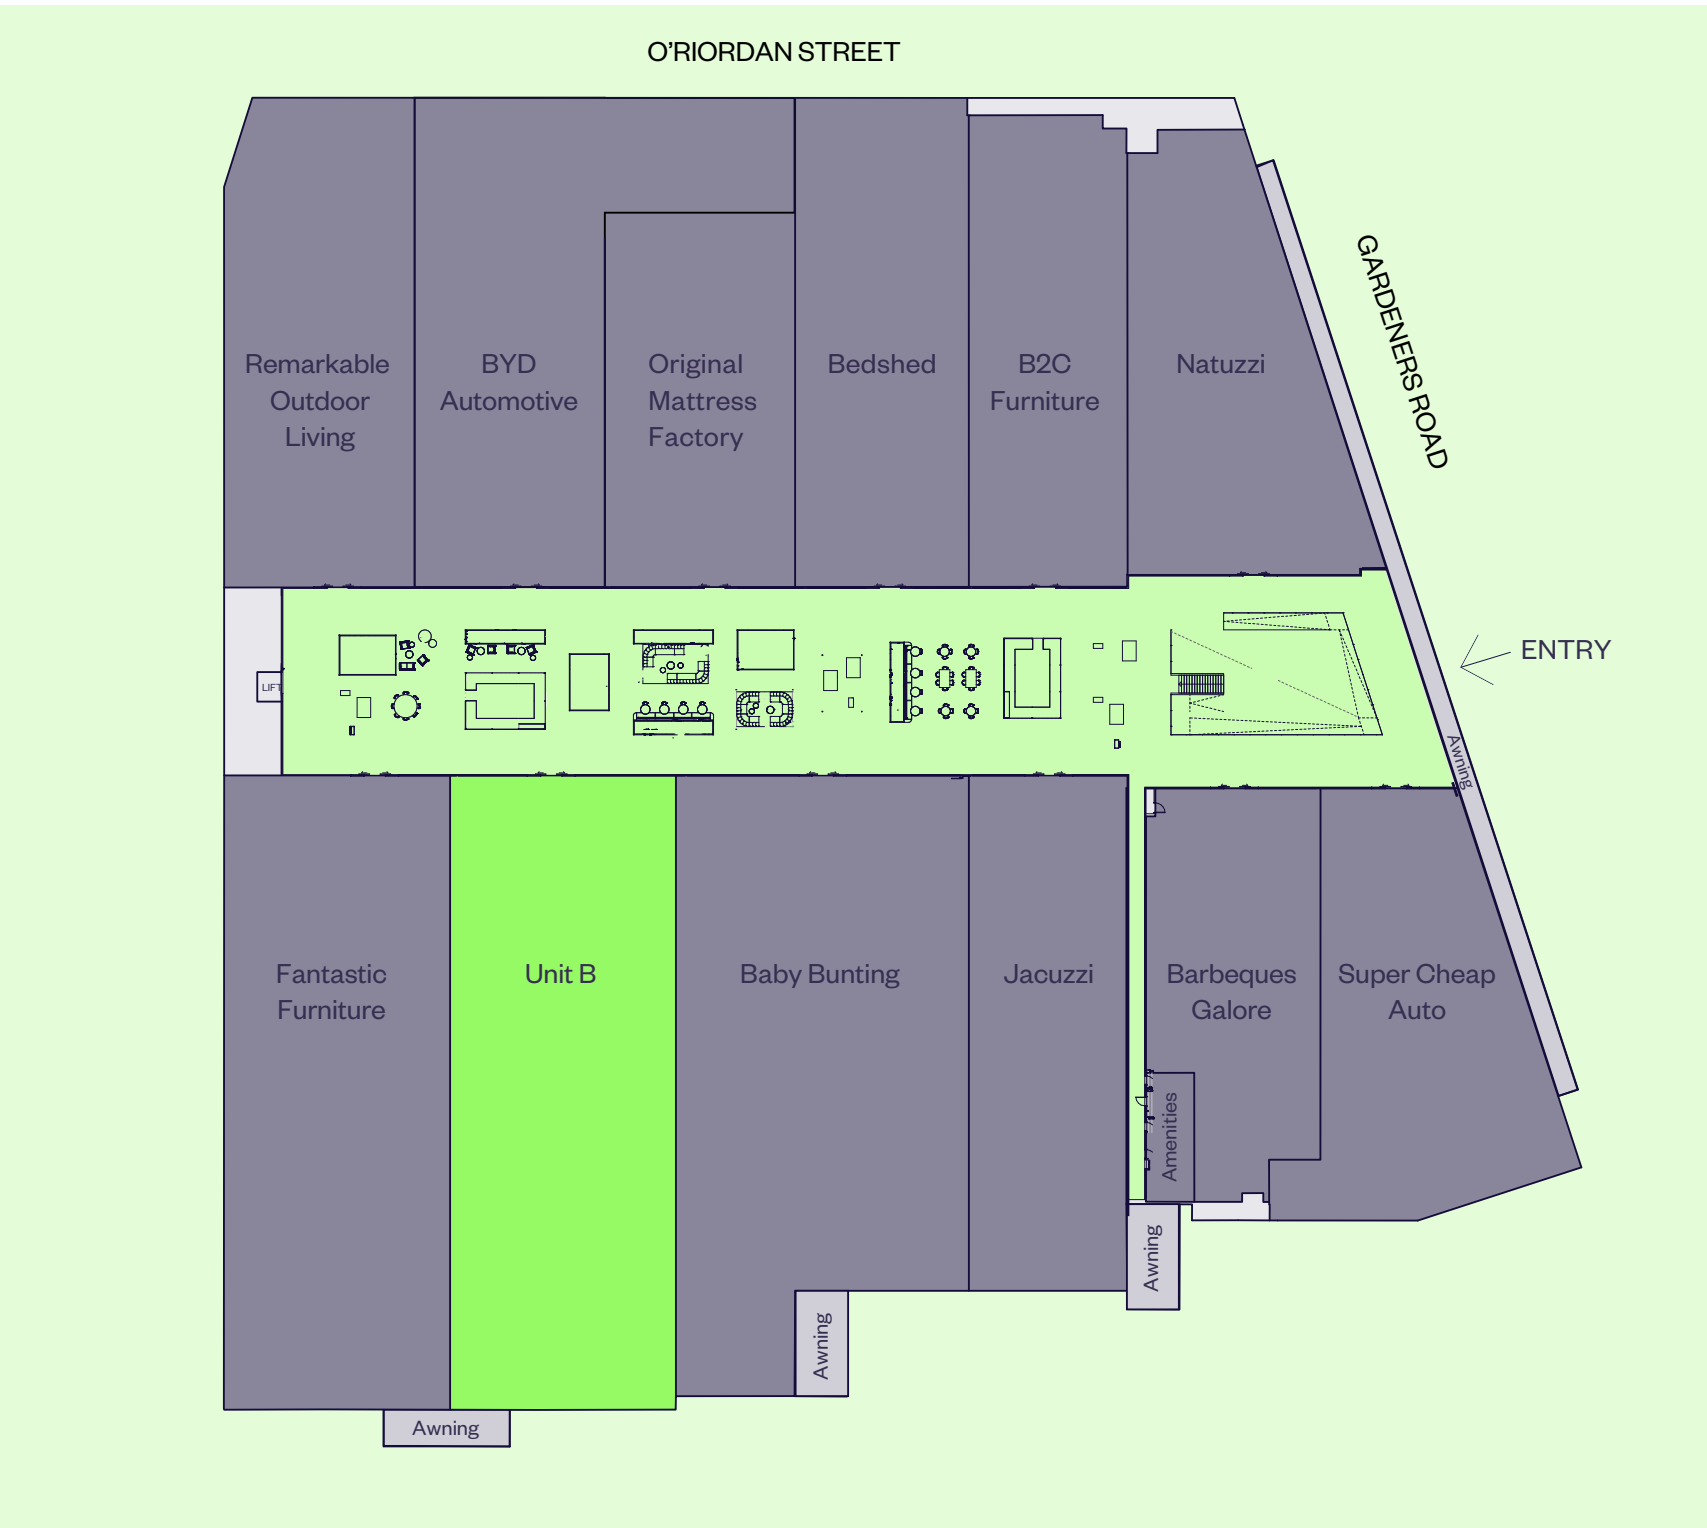 O'RIORDAN STREET
GARDENERS ROAD
Remarkable
Outdoor
Living
BYD
Automotive
Original
Mattress
Factory
Bedshed
B2C
Furniture
Natuzzi
ENTRY
LIFT
Awning
Fantastic
Furniture
Unit B
Baby Bunting
Jacuzzi
Barbeques
Galore
Super Cheap
Auto
Amenities
Awning
Awning
Awning